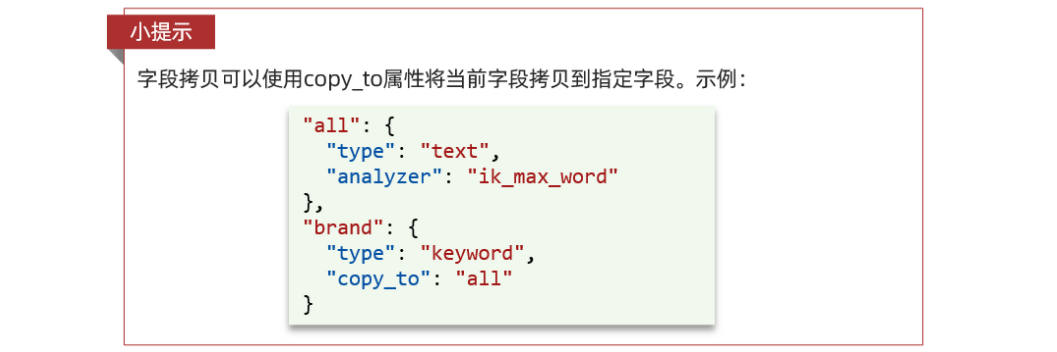 小提示
字段拷贝可以使用copy_to属性将当前字段拷贝到指定字段。示例：
"all": {
  "type": "text",
  "analyzer": "ik_max_word"
},
"brand": {
  "type": "keyword",
  "copy_to": "all"
}